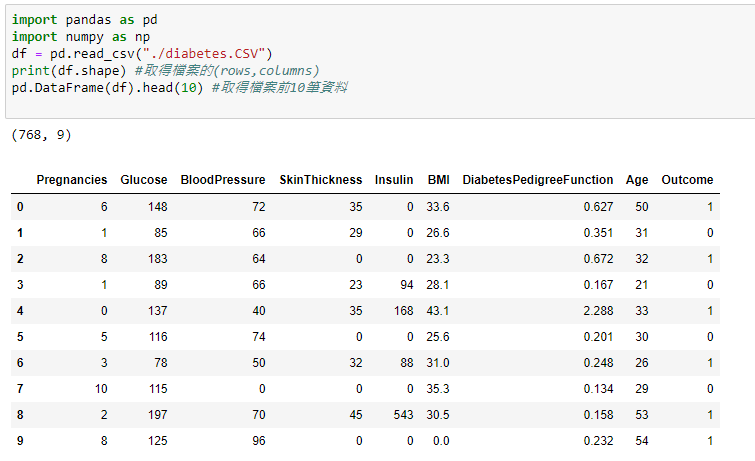 import pandas as pd
import numpy as np
df = pd.read_csv("./diabetes.CSV")
print(df.shape) #取得檔案的(rows,columns)
pd.DataFrame(df).head(10) #取得檔案前10筆資料
(768, 9)
Pregnancies Glucose BloodPressure SkinThickness Insulin BMI DiabetesPedigreeFunction Age Outcome
0 6 148 72 35 0 33.6 0.627 50 1
1 1 85 66 29 0 26.6 0.351 31 0
2 8 183 64 0 0 23.3 0.672 32 1
3 1 89 66 23 94 28.1 0.167 21 0
4 0 137 40 35 168 43.1 2.288 33 1
5 5 116 74 0 0 25.6 0.201 30 0
6 3 78 50 32 88 31.0 0.248 26 1
7 10 115 0 0 0 35.3 0.134 29 0
8 2 197 70 45 543 30.5 0.158 53 1
9 8 125 96 0 0 0.0 0.232 54 1